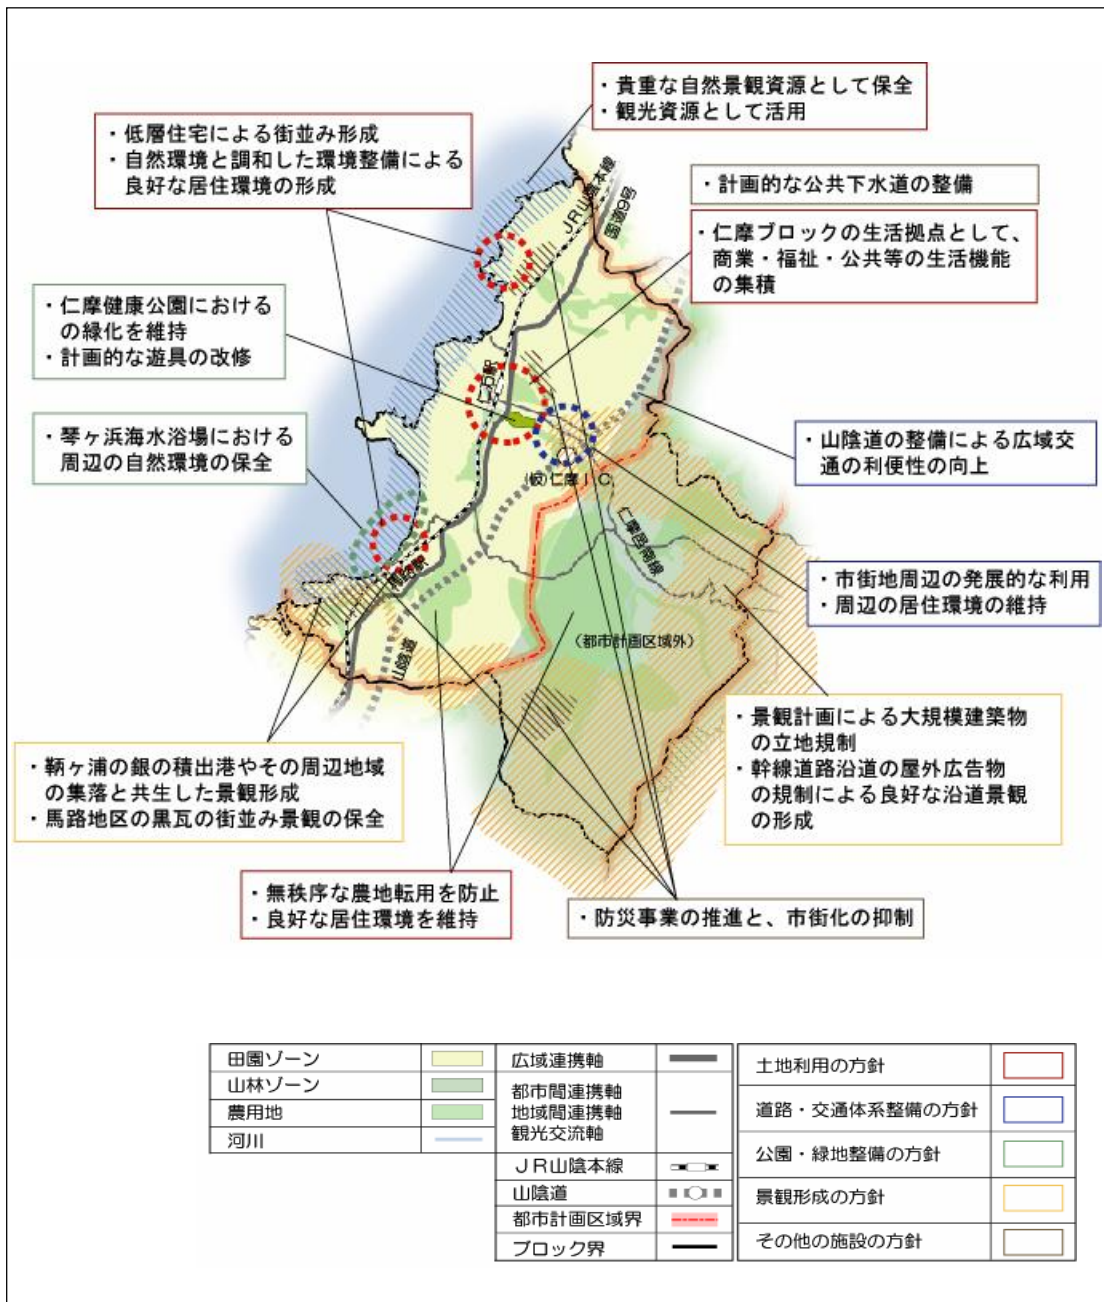 ・貴重な自然景観資源として保全
・観光資源として活用
・低層住宅による街並み形成
・自然環境と調和した環境整備による
良好な居住環境の形成
・計画的な公共下水道の整備
・仁摩ブロックの生活拠点として、
商業・福祉・公共等の生活機能
の集積
・仁摩健康公園における
の緑化を維持
・計画的な遊具の改修
・琴ヶ浜海水浴場における
周辺の自然環境の保全
・山陰道の整備による広域交
通の利便性の向上
・市街地周辺の発展的な利用
・周辺の居住環境の維持
・景観計画による大規模建築物
の立地規制
・幹線道路沿道の屋外広告物
の規制による良好な沿道景観
の形成
・鞆ヶ浦の銀の積出港やその周辺地域
の集落と共生した景観形成
・馬路地区の黒瓦の街並み景観の保全
・無秩序な農地転用を防止
・良好な居住環境を維持
・防災事業の推進と、市街化の抑制
JR山陰本線
国道9号
仁万駅
(仮)仁摩IC
仁摩邑南線
馬路駅
山陰道
(都市計画区域外)
田園ゾーン
山林ゾーン
農用地
河川
広域連携軸
都市間連携軸
地域間連携軸
観光交流軸
JR山陰本線
山陰道
都市計画区域界
ブロック界
土地利用の方針
道路・交通体系整備の方針
公園・緑地整備の方針
景観形成の方針
その他の施設の方針